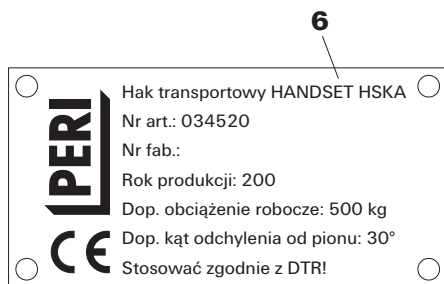 6
Hak transportowy HANDSET HSKA
Nr art.: 034520
Nr fab.:
Rok produkcji: 200
Dop. obciążenie robocze: 500 kg
Dop. kąt odchylenia od pionu: 30°
Stosować zgodnie z DTR!
PERI
CE